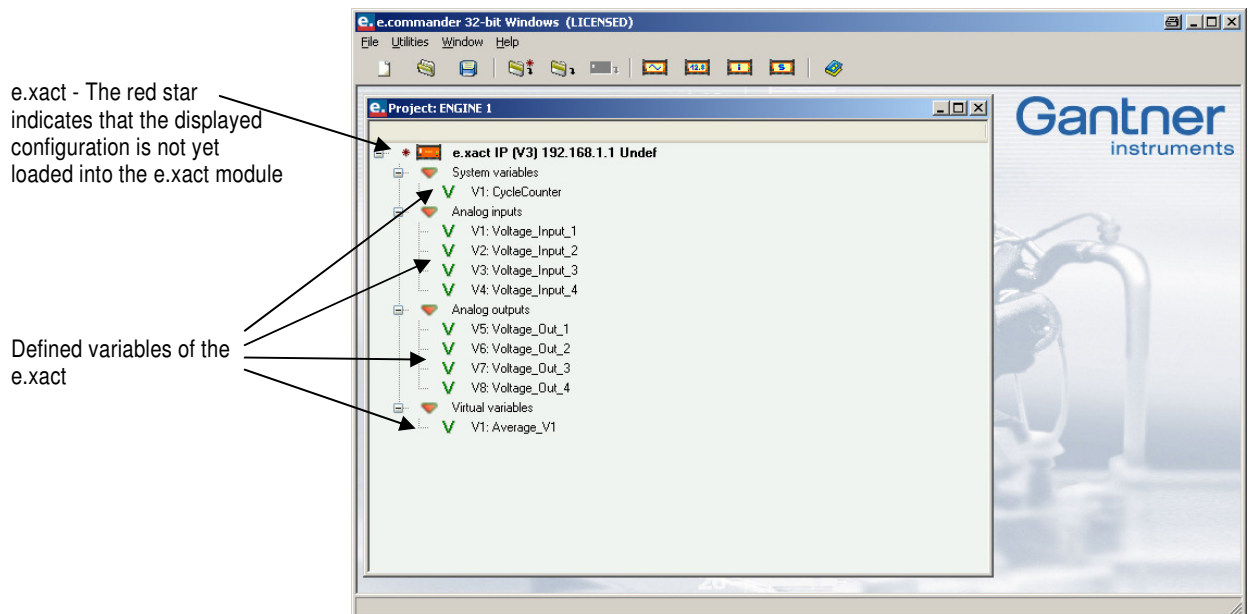 e. e.commander 32-bit Windows (LICENSED)
File Utilities Window Help
12.8
i
s
e.xact - The red star
indicates that the displayed
configuration is not yet
loaded into the e.xact module
e. Project: ENGINE 1
Gantner
instruments
e.xact IP (V3) 192.168.1.1 Undef
System variables
V V1: CycleCounter
Analog inputs
V V1: Voltage_Input_1
V V2: Voltage_Input_2
V V3: Voltage_Input_3
V V4: Voltage_Input_4
Analog outputs
V V5: Voltage_Out_1
V V6: Voltage_Out_2
V V7: Voltage_Out_3
V V8: Voltage_Out_4
Virtual variables
V V1: Average_V1
Defined variables of the
e.xact